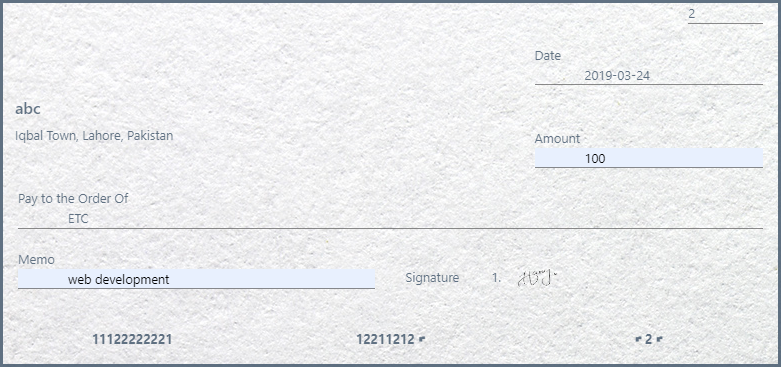 2
Date
2019-03-24
abc
Iqbal Town, Lahore, Pakistan
Amount
100
Pay to the Order Of
ETC
Memo
web development
Signature 1.
11122222221 12211212 ⑈ ⑈ 2 ⑈